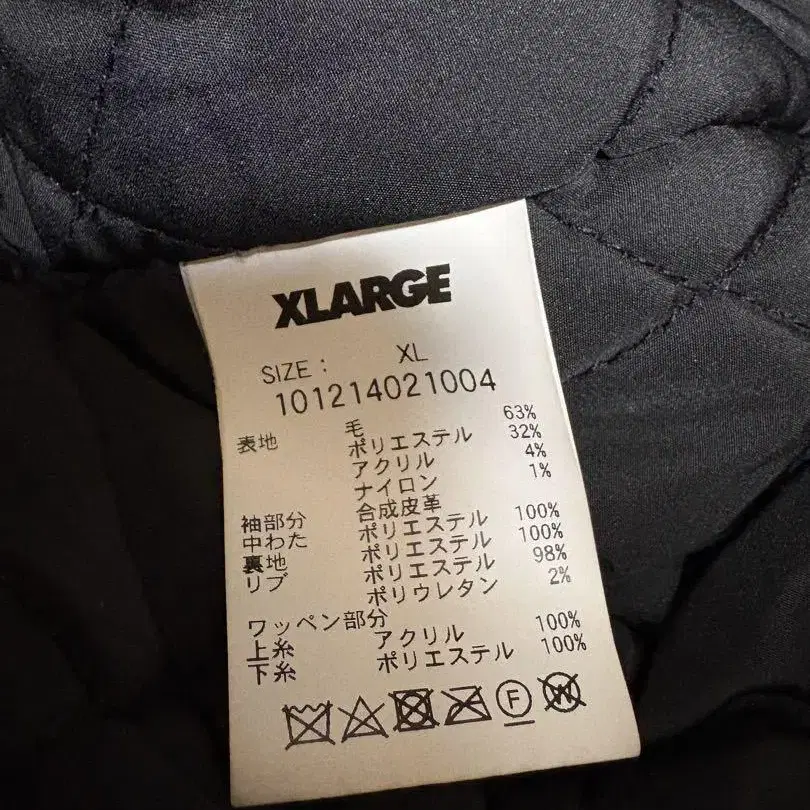 XLARGE
SIZE : XL
101214021004
表地 毛 63%
ポリエステル 32%
アクリル 4%
ナイロン 1%
袖部分 合成皮革
中わた ポリエステル 100%
裏地 ポリエステル 100%
リブ ポリエステル 98%
ポリウレタン 2%
ワッペン部分
上糸 アクリル 100%
下糸 ポリエステル 100%
F W